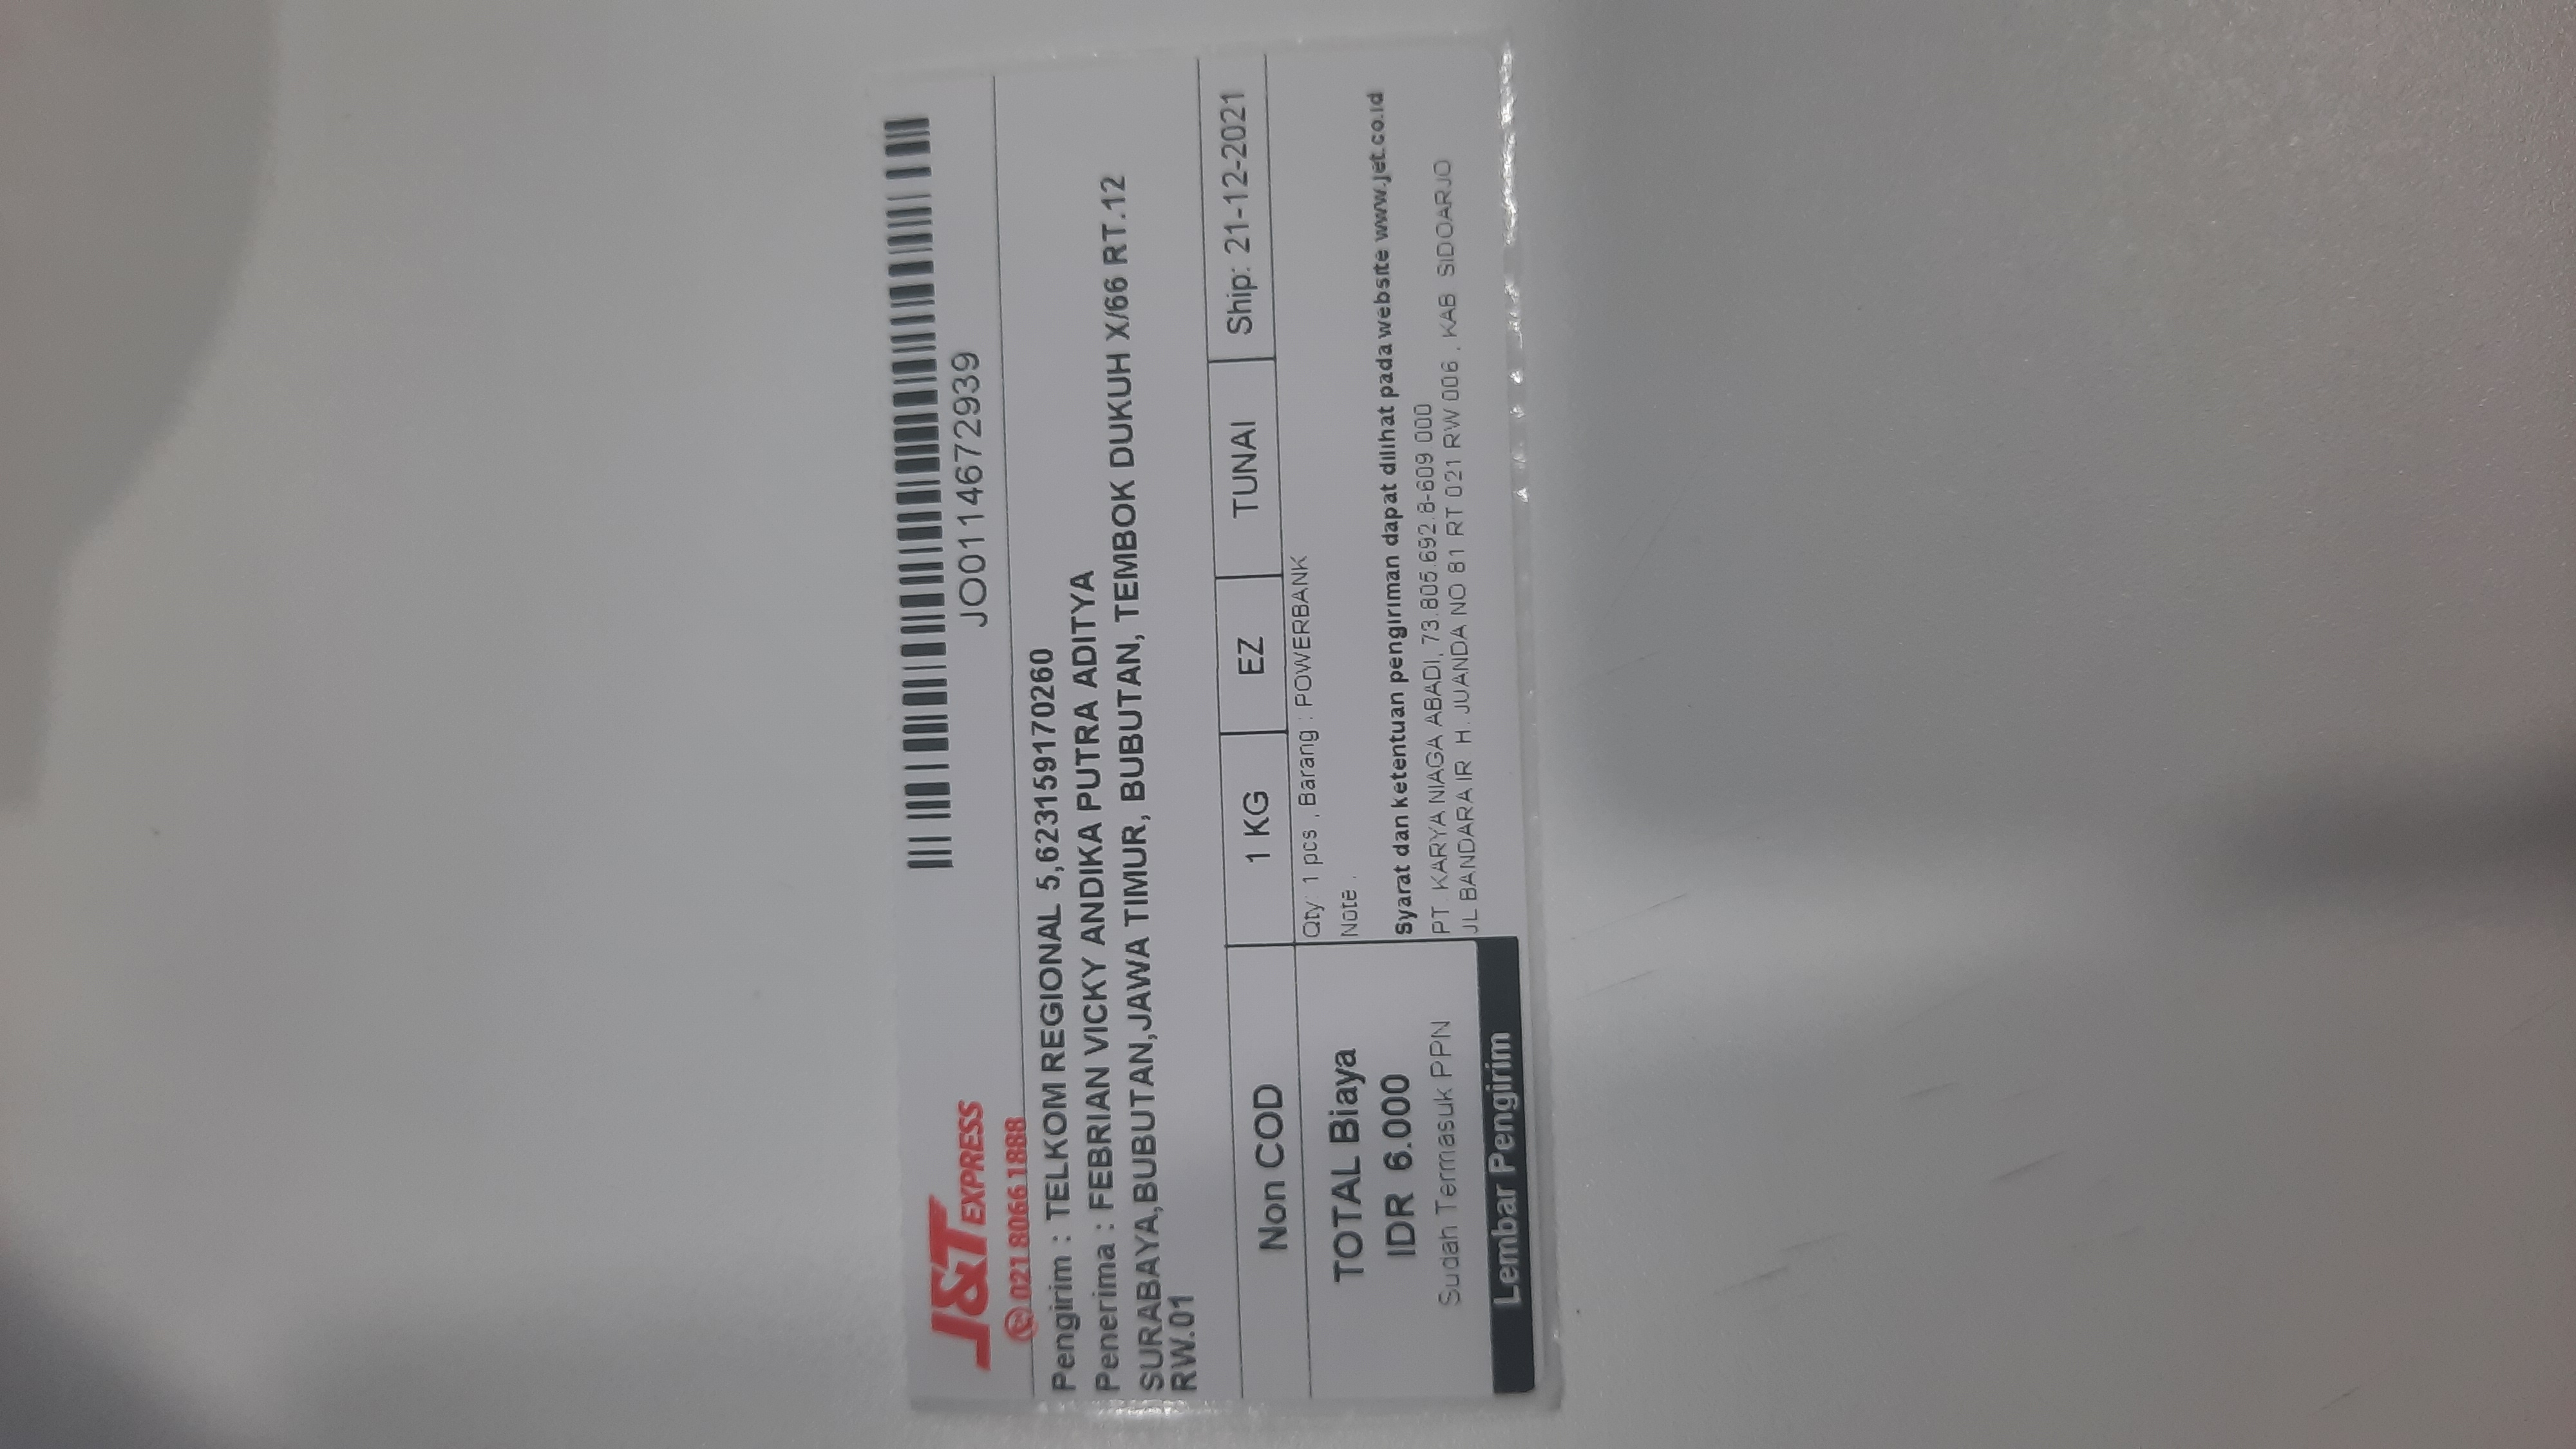 J&T EXPRESS
021 8066 1888
JO0114672939
Pengirim : TELKOM REGIONAL 5,623159170260
Penerima : FEBRIAN VICKY ANDIKA PUTRA ADITYA
SURABAYA,BUBUTAN,JAWA TIMUR, BUBUTAN, TEMBOK DUKUH X/66 RT.12
RW.01
Non COD
1 KG
EZ
TUNAI
Ship: 21-12-2021
TOTAL Biaya
IDR 6.000
Sudah Termasuk PPN
Lembar Pengirim
Qty: 1 pcs , Barang : POWERBANK
Note :
Syarat dan ketentuan pengiriman dapat dilihat pada website www.jet.co.id
PT. KARYA NIAGA ABADI, 73.805.692.8-609.000
JL BANDARA IR. H. JUANDA NO 81 RT 021 RW 006 , KAB. SIDOARJO